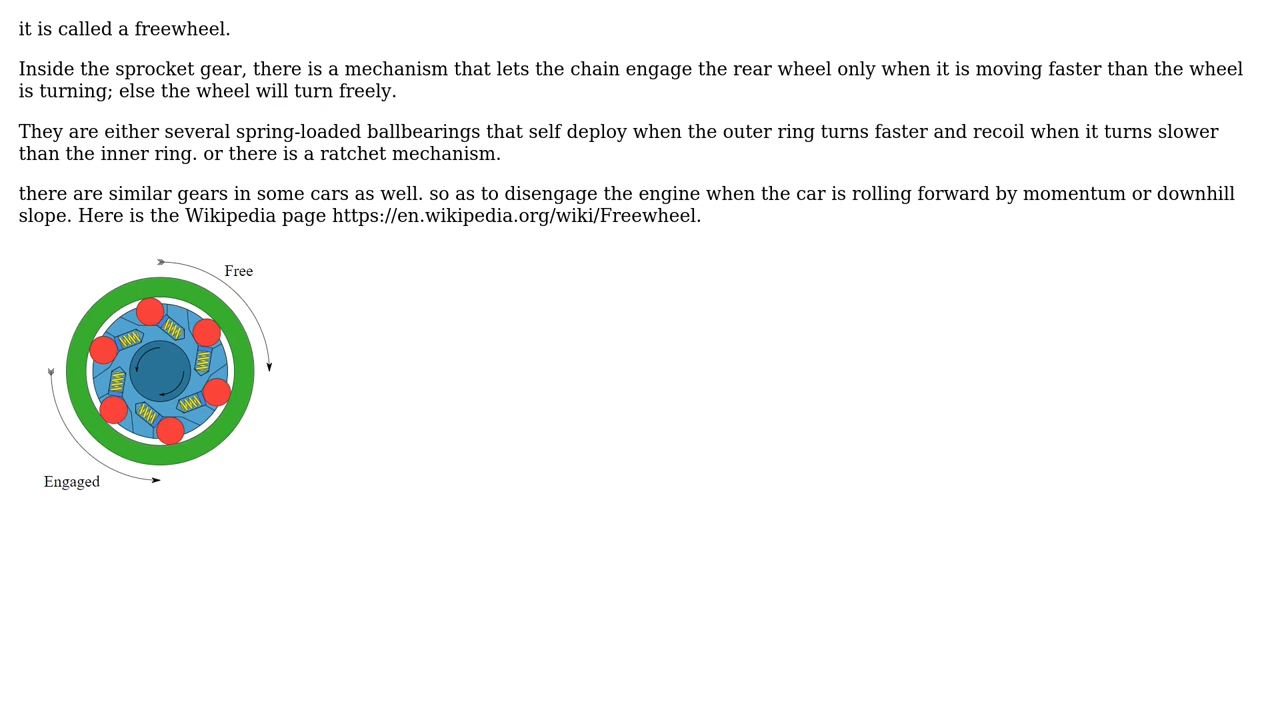 it is called a freewheel.
Inside the sprocket gear, there is a mechanism that lets the chain engage the rear wheel only when it is moving faster than the wheel
is turning; else the wheel will turn freely.
They are either several spring-loaded ballbearings that self deploy when the outer ring turns faster and recoil when it turns slower
than the inner ring. or there is a ratchet mechanism.
there are similar gears in some cars as well. so as to disengage the engine when the car is rolling forward by momentum or downhill
slope. Here is the Wikipedia page https://en.wikipedia.org/wiki/Freewheel.
Free
Engaged